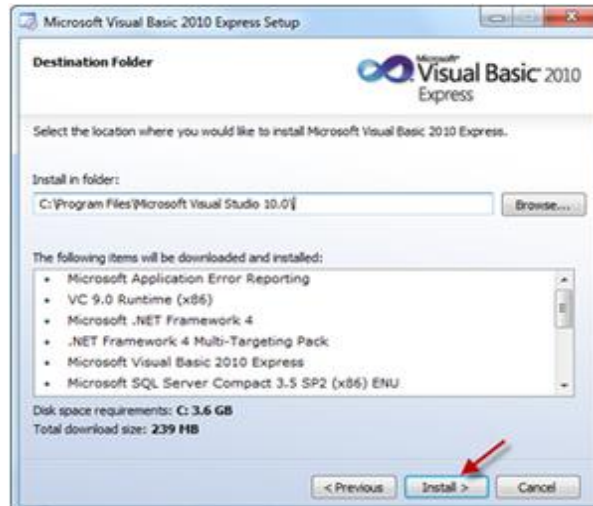 Microsoft Visual Basic 2010 Express Setup
Destination Folder
Microsoft®
Visual Basic® 2010
Express
Select the location where you would like to install Microsoft Visual Basic 2010 Express.
Install in folder:
C:\Program Files\Microsoft Visual Studio 10.0\
Browse...
The following items will be downloaded and installed:
• Microsoft Application Error Reporting
• VC 9.0 Runtime (x86)
• Microsoft .NET Framework 4
• .NET Framework 4 Multi-Targeting Pack
• Microsoft Visual Basic 2010 Express
• Microsoft SQL Server Compact 3.5 SP2 (x86) ENU
Disk space requirements: C: 3.6 GB
Total download size: 239 MB
< Previous Install > Cancel